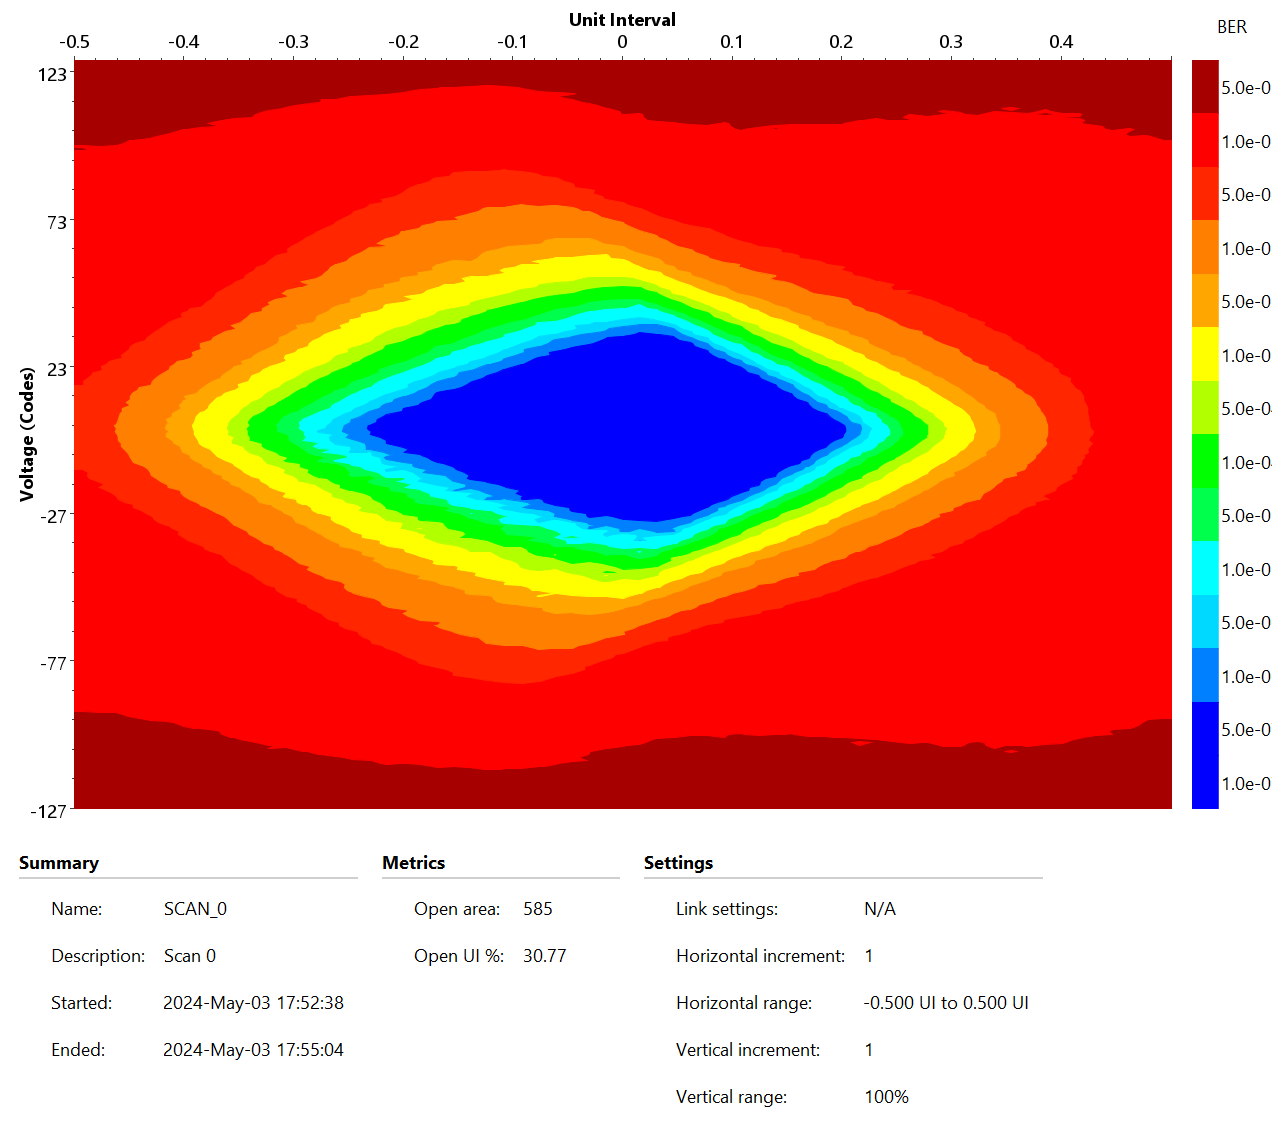 Unit Interval
BER
-0.5 -0.4 -0.3 -0.2 -0.1 0 0.1 0.2 0.3 0.4
123
73
23
-27
-77
-127
Voltage (Codes)
5.0e-0
1.0e-0
5.0e-0
1.0e-0
5.0e-0
1.0e-0
5.0e-0
1.0e-0
5.0e-0
1.0e-0
5.0e-0
1.0e-0
5.0e-0
1.0e-0
Summary
Name: SCAN_0
Description: Scan 0
Started: 2024-May-03 17:52:38
Ended: 2024-May-03 17:55:04
Metrics
Open area: 585
Open UI %: 30.77
Settings
Link settings: N/A
Horizontal increment: 1
Horizontal range: -0.500 UI to 0.500 UI
Vertical increment: 1
Vertical range: 100%